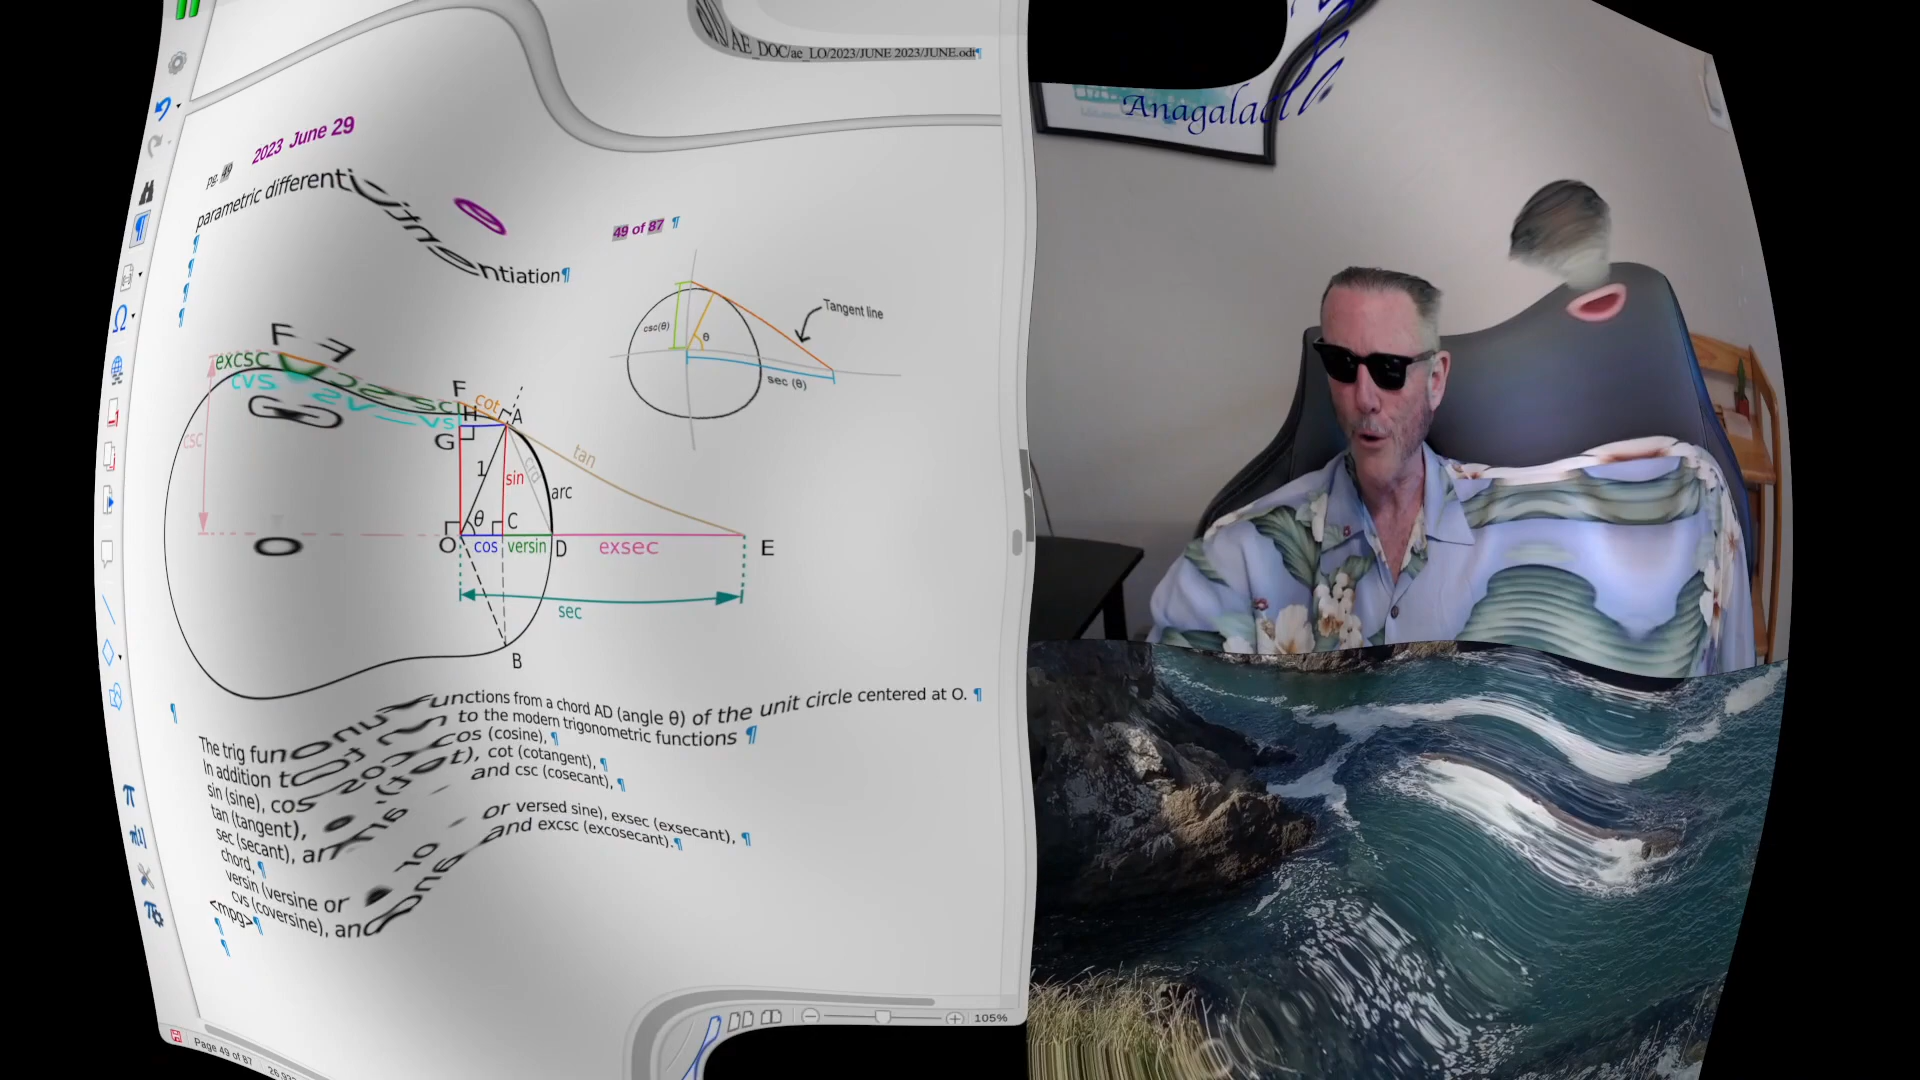 AE_DOC/ae_LO/2023/JUNE 2023/JUNE.odt¶
Anagalact
2023 June 29
pg. 49
parametric differenti
ntiation¶
49 of 87 ¶
csc(θ)
θ
Tangent line
sec (θ)
F
excsc
cvs
csc
F
cot
H
A
G
1
sin
crd
arc
tan
θ
C
O
cos
versin
D
exsec
E
sec
B
The trig fun
unctions from a chord AD (angle θ) of the unit circle centered at O. ¶
In addition t
to the modern trigonometric functions ¶
sin (sine), cos
cos (cosine), ¶
tan (tangent),
cot (cotangent), ¶
sec (secant), an
and csc (cosecant), ¶
chord, ¶
versin (versine or
or versed sine), exsec (exsecant), ¶
cvs (coversine), and
and excsc (excosecant).¶
<mpg>¶
105%
Page 49 of 87